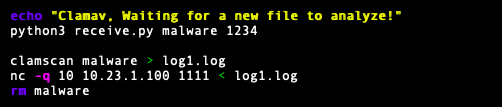 echo "Clamav, Waiting for a new file to analyze!"
python3 receive.py malware 1234
clamscan malware > log1.log
nc -q 10 10.23.1.100 1111 < log1.log
rm malware